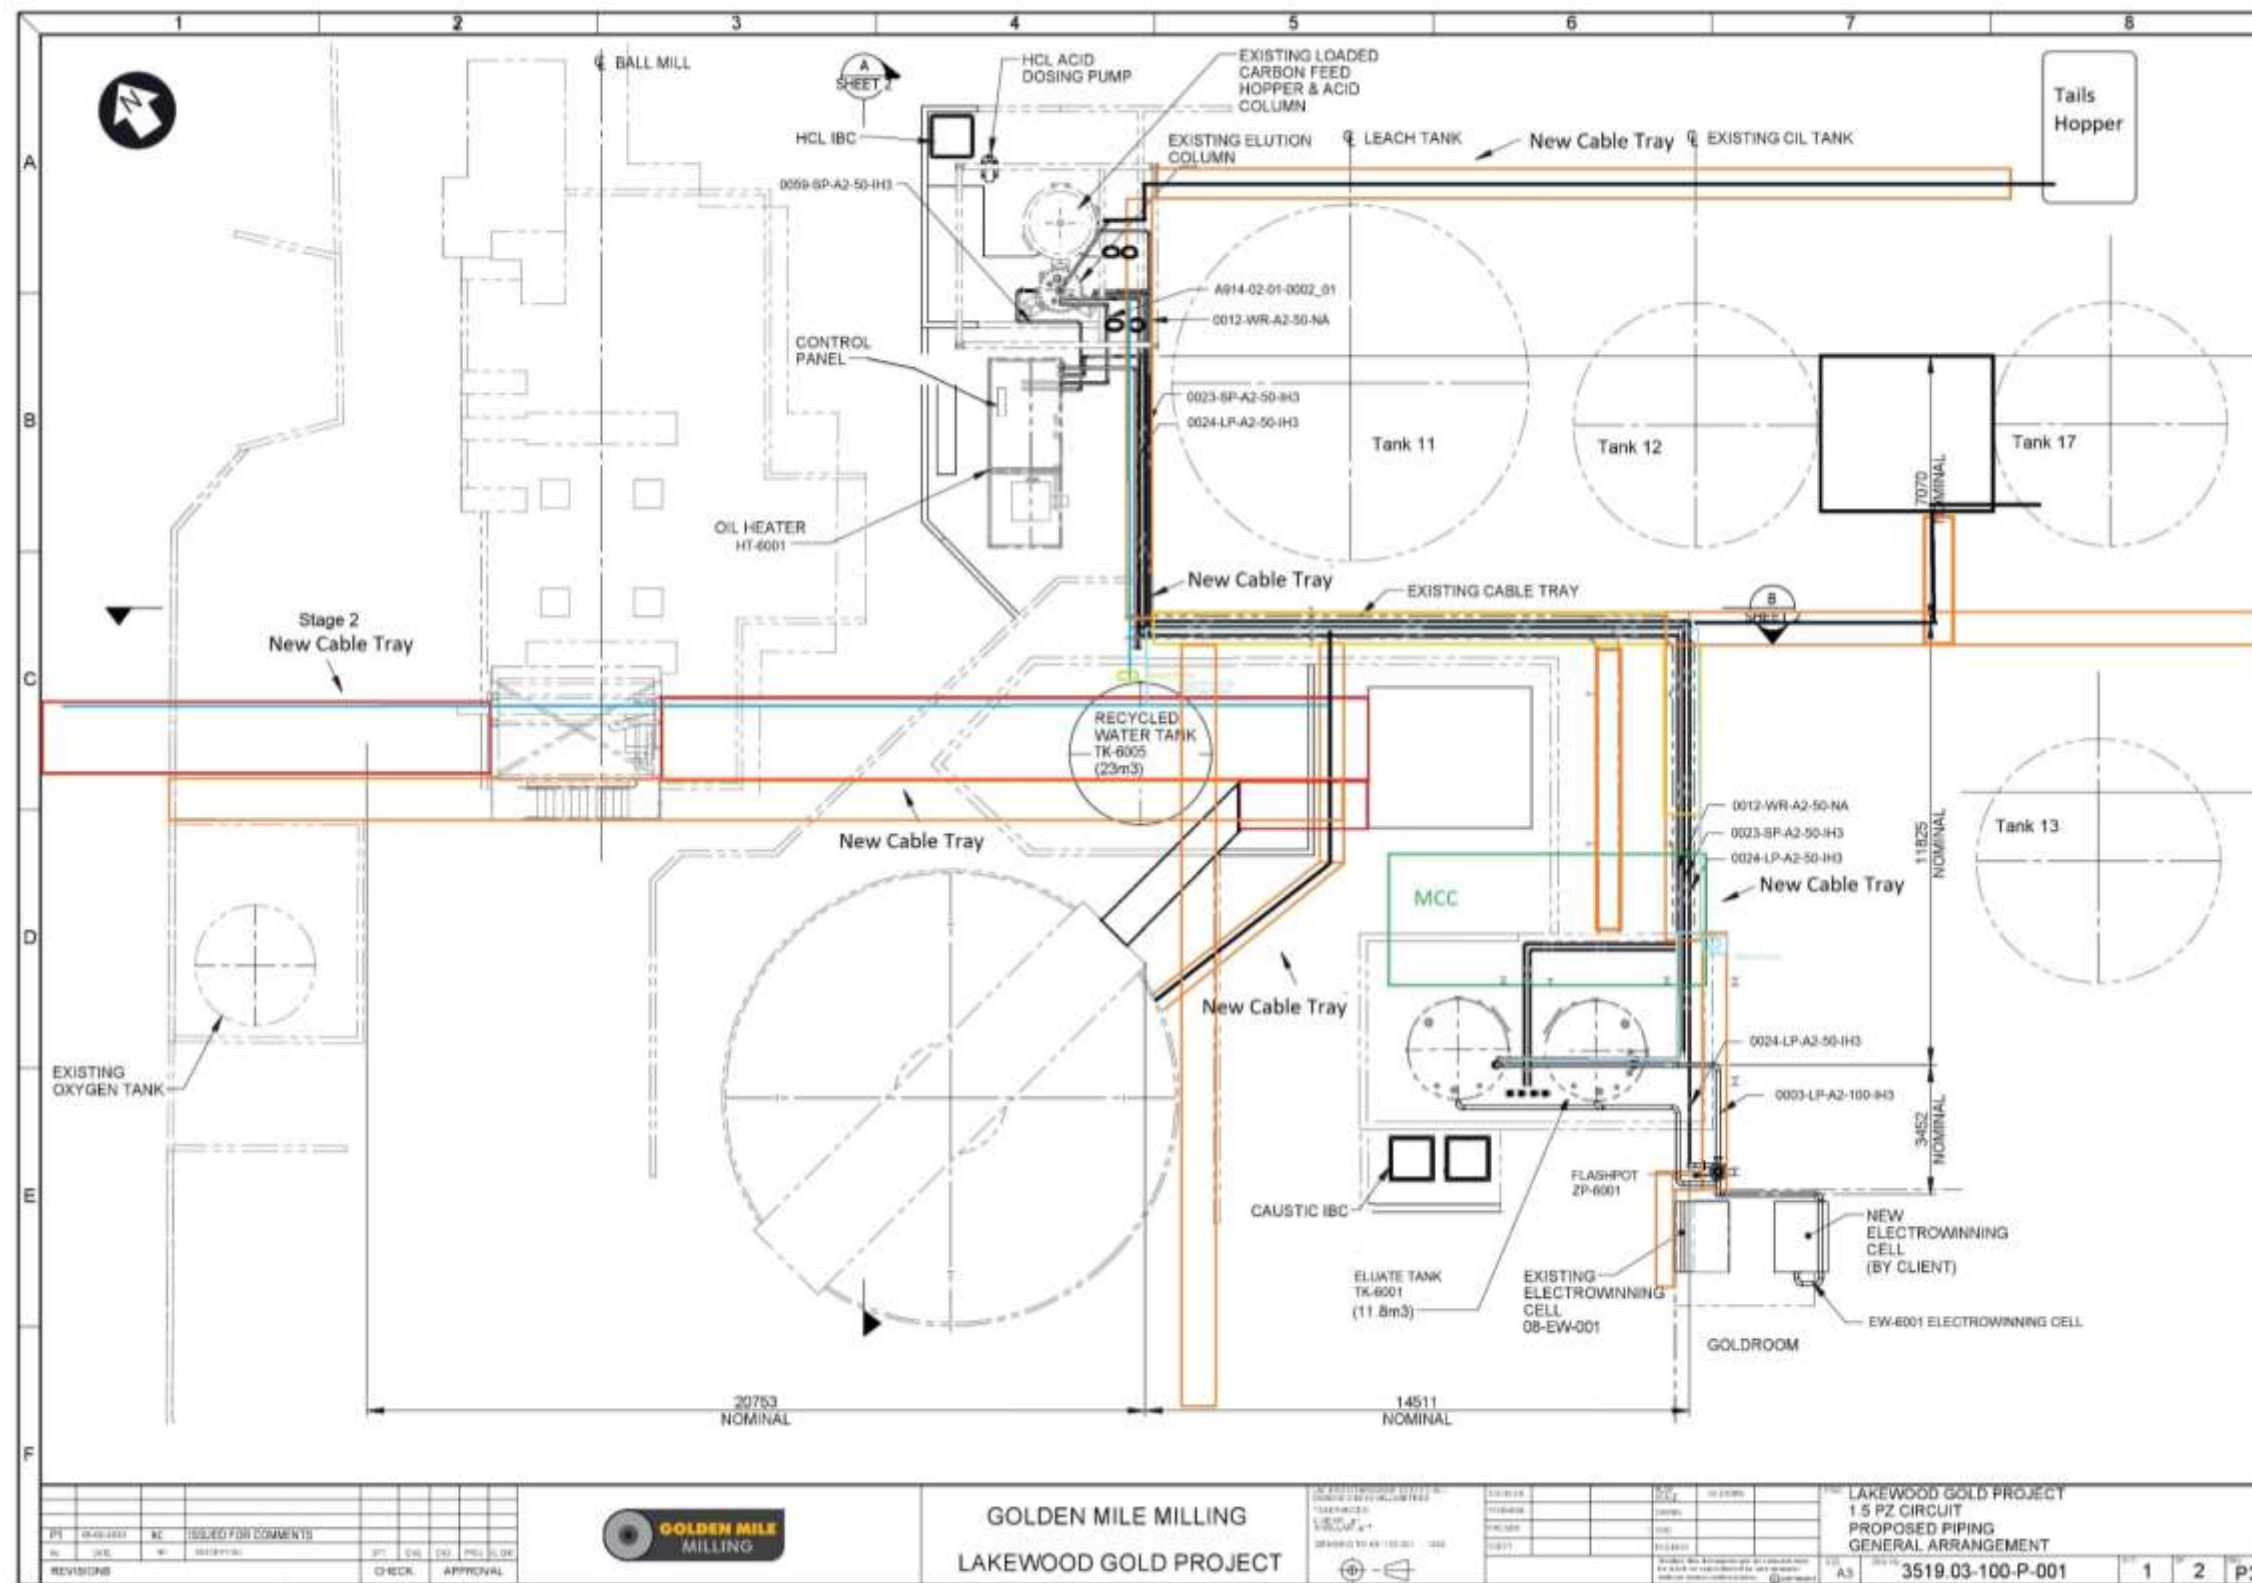 1 2 3 4 5 6 7 8
A
B
C
D
E
F
N
℄ BALL MILL
A
SHEET 2
HCL ACID
DOSING PUMP
EXISTING LOADED
CARBON FEED
HOPPER & ACID
COLUMN
HCL IBC
EXISTING ELUTION
COLUMN
℄ LEACH TANK
New Cable Tray
℄ EXISTING CIL TANK
Tails
Hopper
0059-SP-A2-50-IH3
A914-02-01-0002_01
0012-WR-A2-50-NA
CONTROL
PANEL
0023-SP-A2-50-IH3
0024-LP-A2-50-IH3
Tank 11
Tank 12
Tank 17
7070
NOMINAL
OIL HEATER
HT-6001
New Cable Tray
EXISTING CABLE TRAY
B
SHEET
Stage 2
New Cable Tray
RECYCLED
WATER TANK
TK-6005
(23m3)
New Cable Tray
0012-WR-A2-50-NA
0023-SP-A2-50-IH3
0024-LP-A2-50-IH3
New Cable Tray
11825
NOMINAL
Tank 13
MCC
New Cable Tray
EXISTING
OXYGEN TANK
0024-LP-A2-50-IH3
0003-LP-A2-100-IH3
3452
NOMINAL
FLASHPOT
ZP-6001
CAUSTIC IBC
NEW
ELECTROWINNING
CELL
(BY CLIENT)
ELUATE TANK
TK-6001
(11.8m3)
EXISTING
ELECTROWINNING
CELL
08-EW-001
EW-6001 ELECTROWINNING CELL
GOLDROOM
20753
NOMINAL
14511
NOMINAL
ISSUED FOR COMMENTS
REVISIONS
CHECK
APPROVAL
GOLDEN MILE
MILLING
GOLDEN MILE MILLING
LAKEWOOD GOLD PROJECT
LAKEWOOD GOLD PROJECT
1.5 PZ CIRCUIT
PROPOSED PIPING
GENERAL ARRANGEMENT
A3
3519.03-100-P-001
1
2